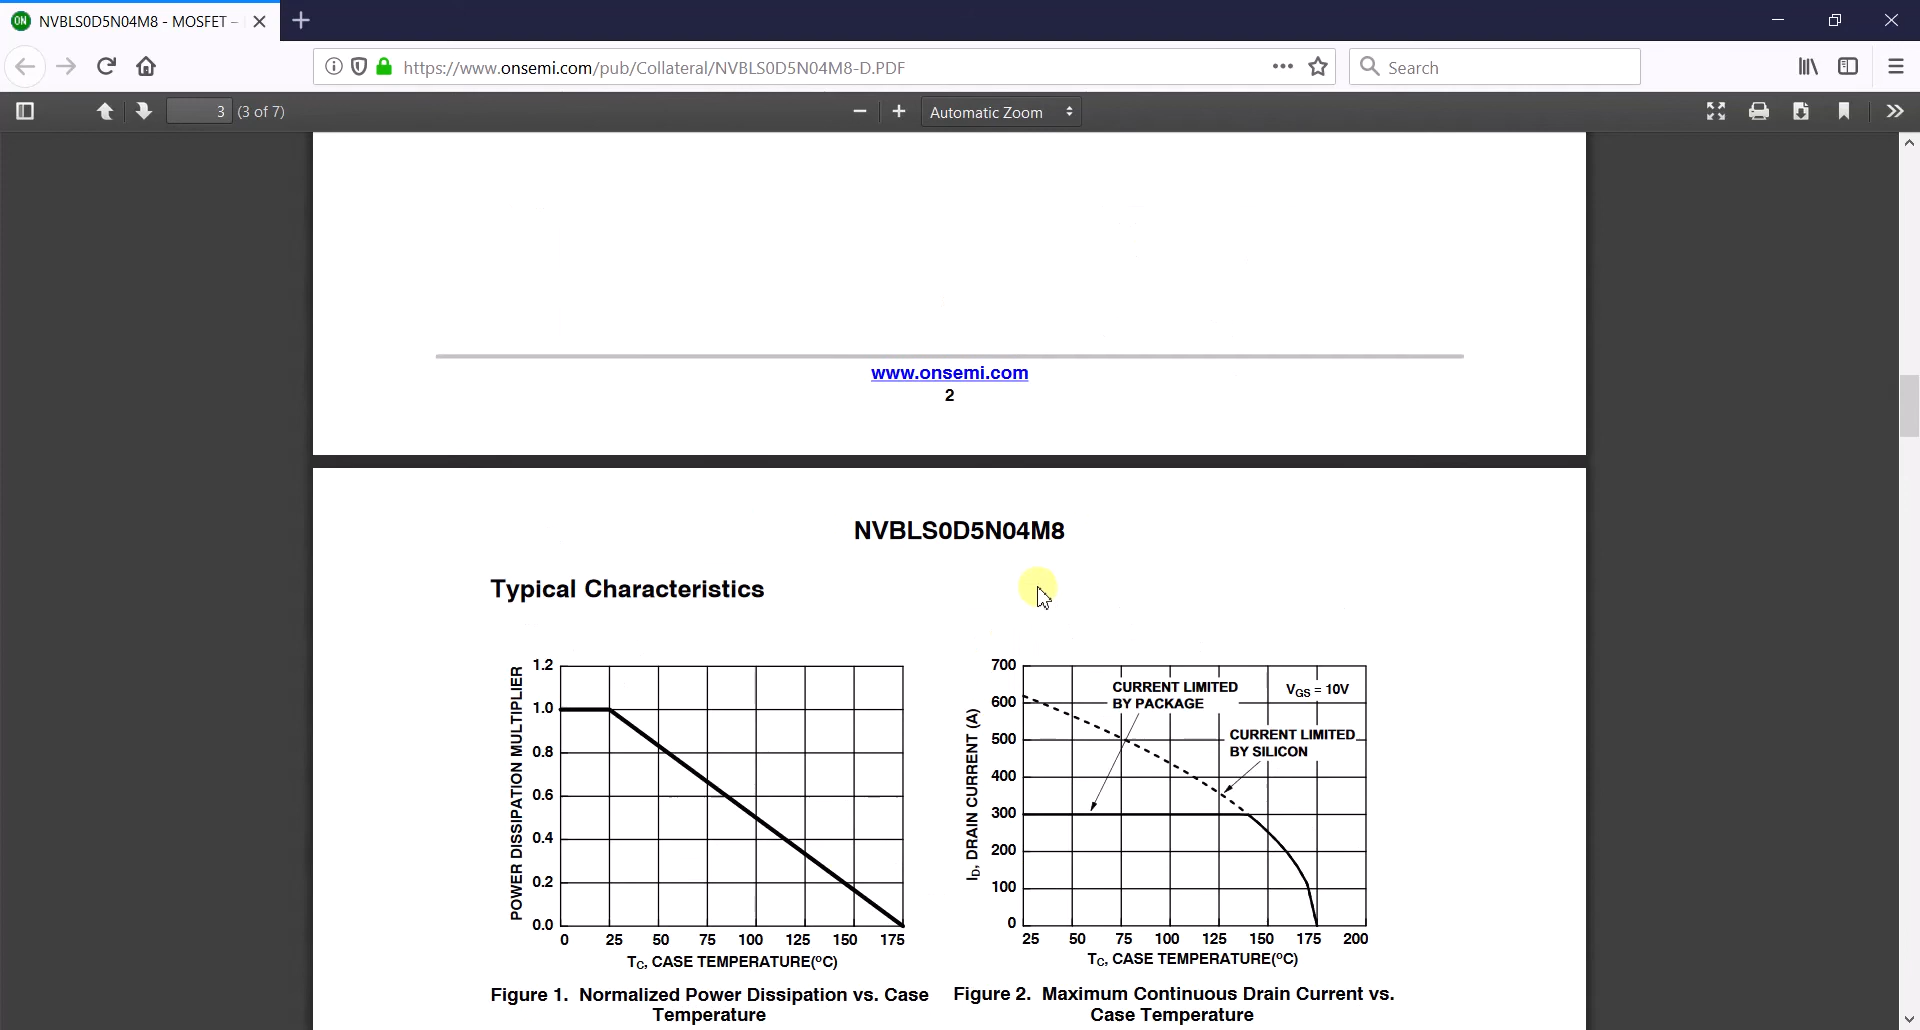 NVBLS0D5N04M8 - MOSFET –
https://www.onsemi.com/pub/Collateral/NVBLS0D5N04M8-D.PDF
Search
3 (3 of 7)
Automatic Zoom
www.onsemi.com
2
NVBLS0D5N04M8
Typical Characteristics
POWER DISSIPATION MULTIPLIER
1.2
1.0
0.8
0.6
0.4
0.2
0.0
0 25 50 75 100 125 150 175
TC, CASE TEMPERATURE(°C)
Figure 1. Normalized Power Dissipation vs. Case
Temperature
ID, DRAIN CURRENT (A)
700
600
500
400
300
200
100
0
CURRENT LIMITED
BY PACKAGE
VGS = 10V
CURRENT LIMITED
BY SILICON
25 50 75 100 125 150 175 200
TC, CASE TEMPERATURE(°C)
Figure 2. Maximum Continuous Drain Current vs.
Case Temperature